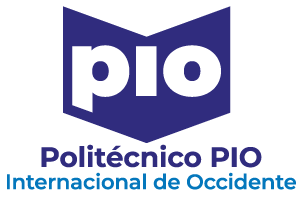 pio
Politécnico PIO
Internacional de Occidente